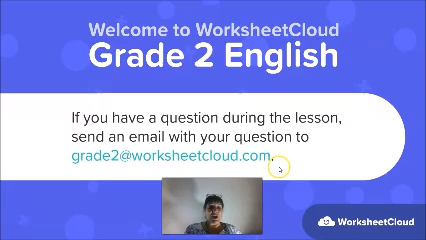 Welcome to WorksheetCloud
Grade 2 English
If you have a question during the lesson,
send an email with your question to
grade2@worksheetcloud.com.
WorksheetCloud